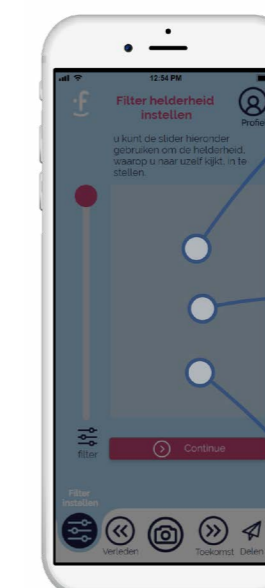 12:54 PM
·f
Filter helderheid
instellen
Profiel
u kunt de slider hieronder
gebruiken om de helderheid,
waarop u naar uzelf kijkt, in te
stellen.
filter
Continue
Filter
instellen
Verleden
Toekomst
Delen